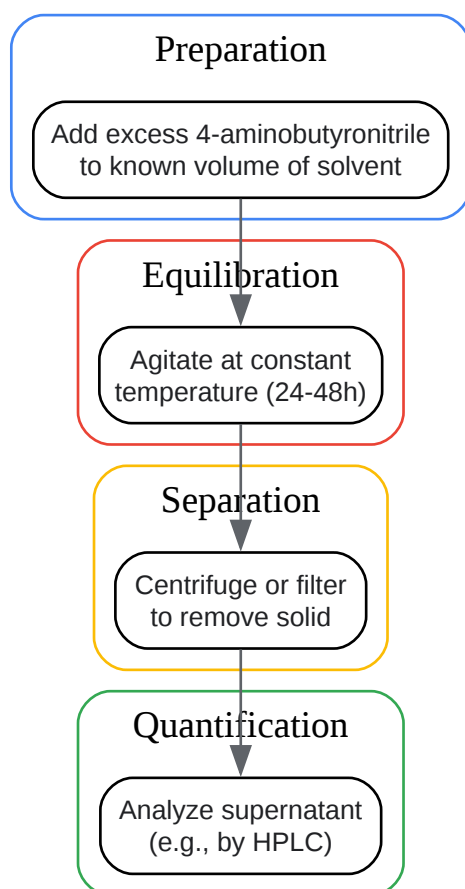 Preparation
Add excess 4-aminobutyronitrile
to known volume of solvent
Equilibration
Agitate at constant
temperature (24-48h)
Separation
Centrifuge or filter
to remove solid
Quantification
Analyze supernatant
(e.g., by HPLC)